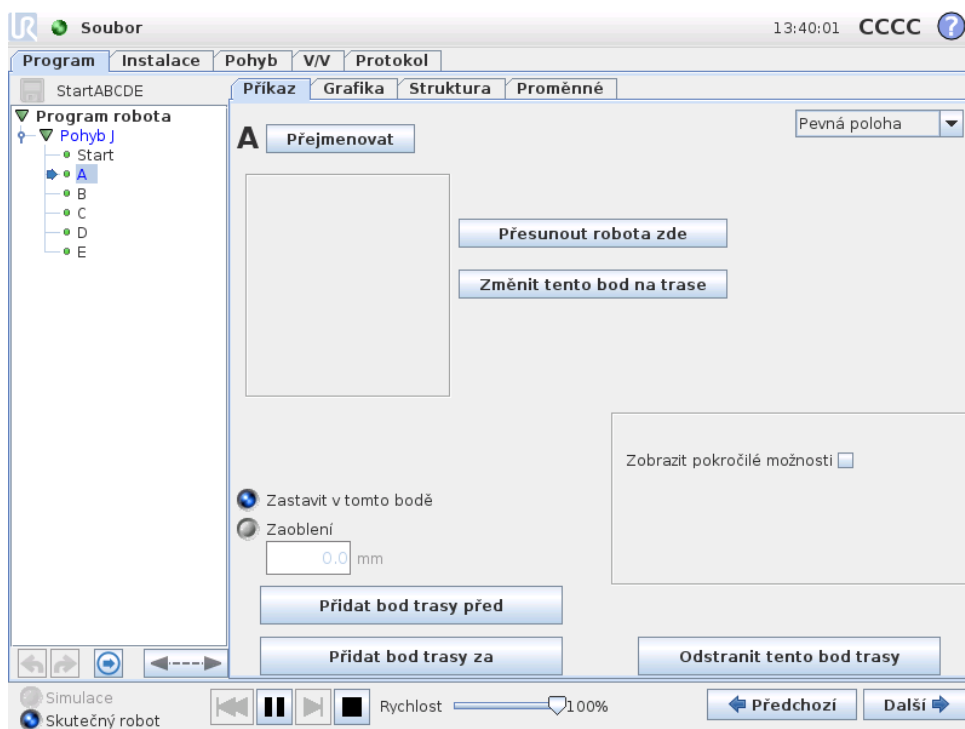 UR Soubor 13:40:01 CCCC ?
Program Instalace Pohyb V/V Protokol
StartABCDE Příkaz Grafika Struktura Proměnné
Program robota
Pohyb J
Start
A
B
C
D
E
A Přejmenovat Pevná poloha
Přesunout robota zde
Změnit tento bod na trase
Zobrazit pokročilé možnosti
Zastavit v tomto bodě
Zaoblení
0.0 mm
Přidat bod trasy před
Přidat bod trasy za Odstranit tento bod trasy
Simulace
Skutečný robot
Rychlost 100% Předchozí Další